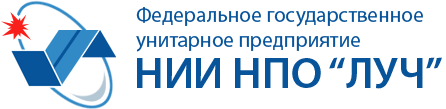 Федеральное государственное
унитарное предприятие
НИИ НПО “ЛУЧ”